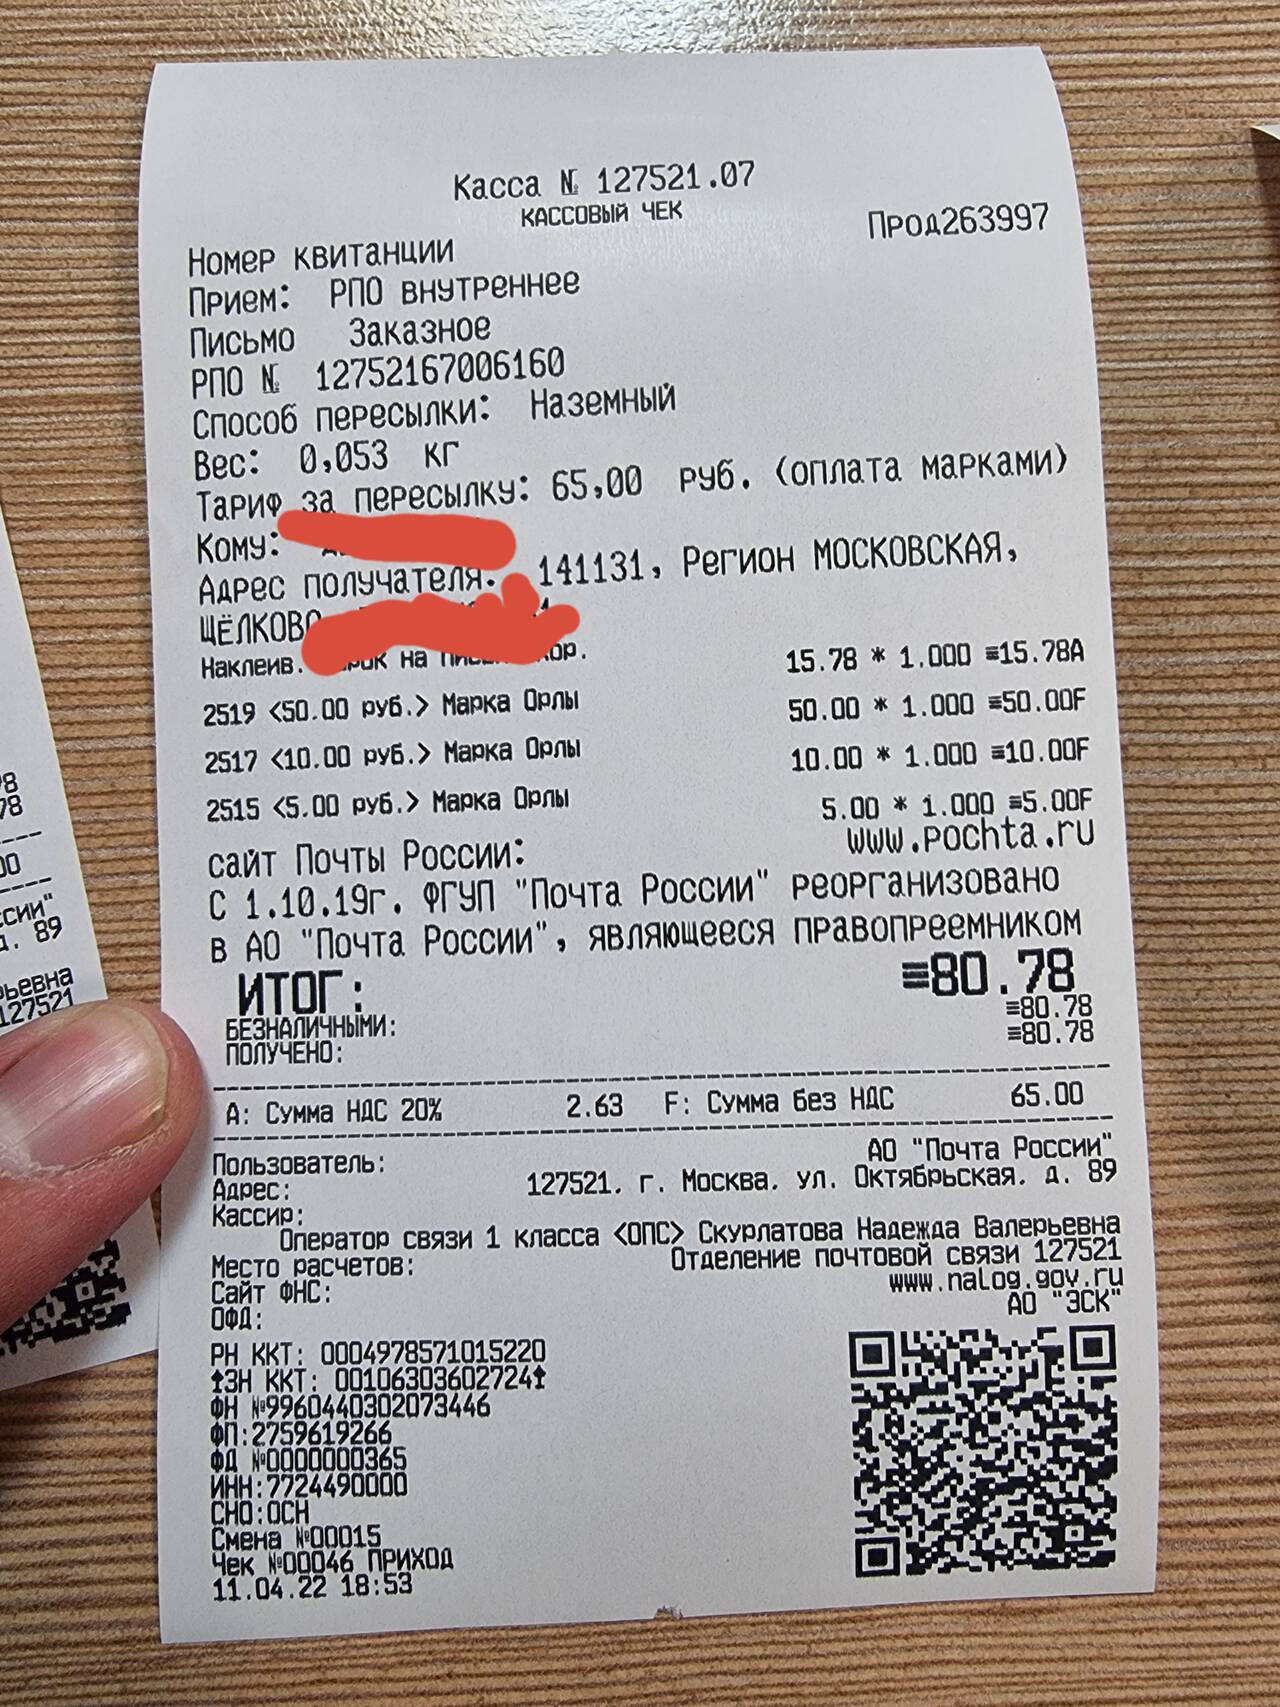 Касса № 127521.07
КАССОВЫЙ ЧЕК
Прод263997
Номер квитанции
Прием: РПО внутреннее
Письмо Заказное
РПО № 12752167006160
Способ пересылки: Наземный
Вес: 0,053 кг
Тариф за пересылку: 65,00 руб. (оплата марками)
Кому:
Адрес получателя: 141131, Регион МОСКОВСКАЯ,
ЩЁЛКОВО
Наклеив. на
15.78 * 1.000 ≡15.78A
2519 <50.00 руб.> Марка Орлы 50.00 * 1.000 ≡50.00F
2517 <10.00 руб.> Марка Орлы 10.00 * 1.000 ≡10.00F
2515 <5.00 руб.> Марка Орлы 5.00 * 1.000 ≡5.00F
сайт Почты России: www.pochta.ru
С 1.10.19г. ФГУП "Почта России" реорганизовано
в АО "Почта России", являющееся правопреемником
ИТОГ: ≡80.78
БЕЗНАЛИЧНЫМИ: ≡80.78
ПОЛУЧЕНО: ≡80.78
А: Сумма НДС 20% 2.63 F: Сумма без НДС 65.00
Пользователь: АО "Почта России"
Адрес: 127521, г. Москва, ул. Октябрьская, д. 89
Кассир:
Оператор связи 1 класса <ОПС> Скурлатова Надежда Валерьевна
Место расчетов: Отделение почтовой связи 127521
Сайт ФНС: www.nalog.gov.ru
ОФД: АО "ЭСК"
РН ККТ: 0004978571015220
ЗН ККТ: 00106303602724
ФН №9960440302073446
ФП:2759619266
ФД №0000000365
ИНН:7724490000
СНО:ОСН
Смена №00015
Чек №00046 ПРИХОД
11.04.22 18:53
78
78
00
сии"
д. 89
рьевна
127521